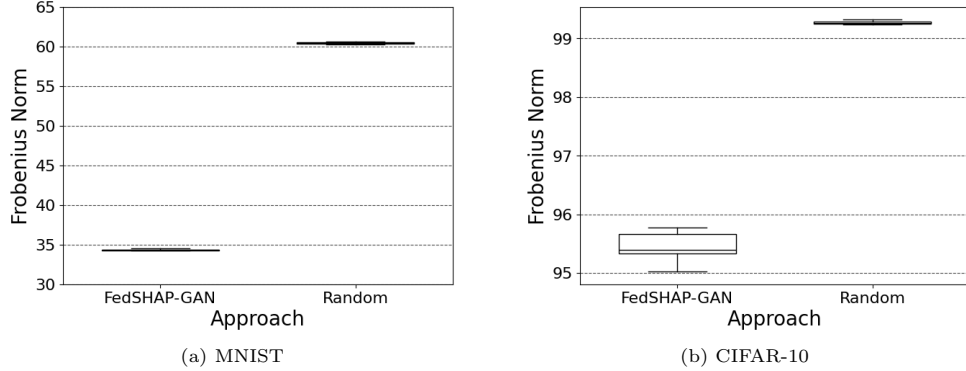 Frobenius Norm
65
60
55
50
45
40
35
30
FedSHAP-GAN Random
Approach
(a) MNIST
Frobenius Norm
99
98
97
96
95
FedSHAP-GAN Random
Approach
(b) CIFAR-10